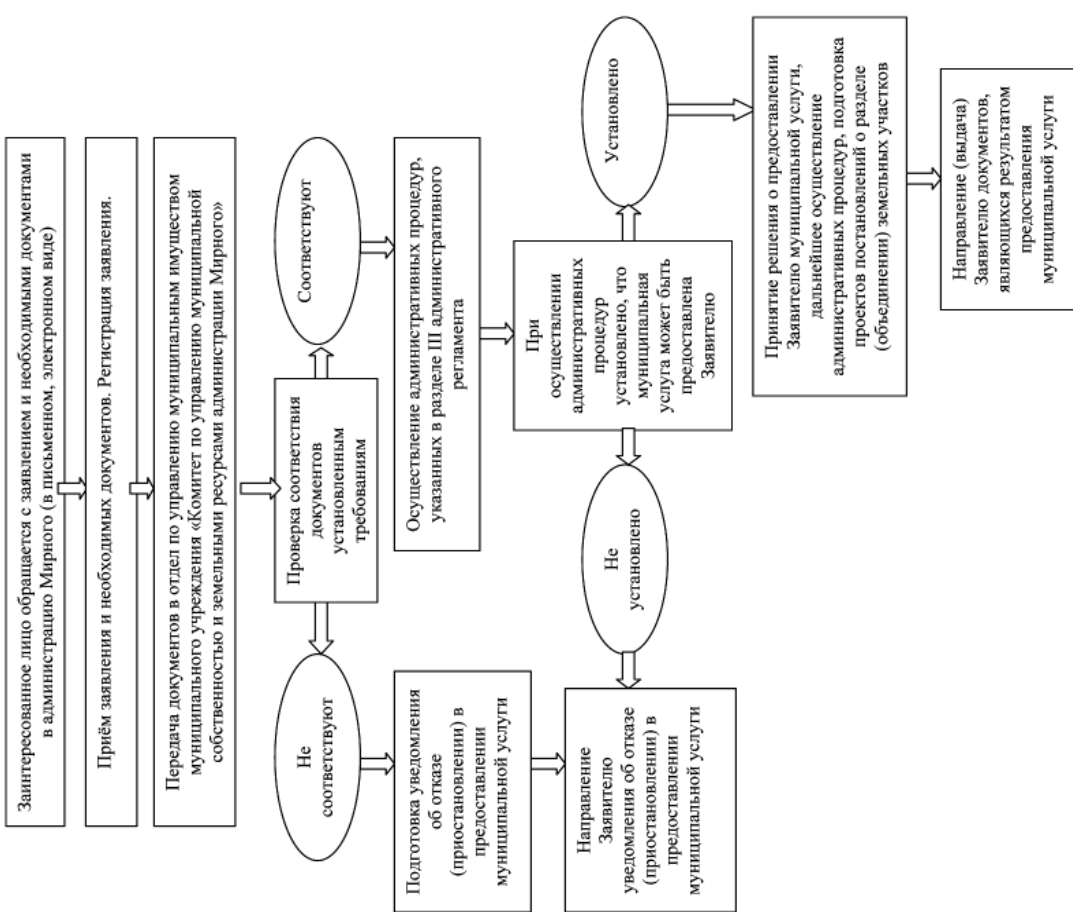 Заинтересованное лицо обращается с заявлением и необходимыми документами
в администрацию Мирного (в письменном, электронном виде)
Приём заявления и необходимых документов. Регистрация заявления.
Передача документов в отдел по управлению муниципальным имуществом
муниципального учреждения «Комитет по управлению муниципальной
собственностью и земельными ресурсами администрации Мирного»
Не
соответствуют
Проверка соответствия
документов
установленным
требованиям
Соответствуют
Подготовка уведомления
об отказе
(приостановлении) в
предоставлении
муниципальной услуги
Осуществление административных процедур,
указанных в разделе III административного
регламента
Направление
Заявителю
уведомления об отказе
(приостановлении) в
предоставлении
муниципальной услуги
Не
установлено
При
осуществлении
административных
процедур
установлено, что
муниципальная
услуга может быть
предоставлена
Заявителю
Установлено
Принятие решения о предоставлении
Заявителю муниципальной услуги,
дальнейшее осуществление
административных процедур, подготовка
проектов постановлений о разделе
(объединении) земельных участков
Направление (выдача)
Заявителю документов,
являющихся результатом
предоставления
муниципальной услуги